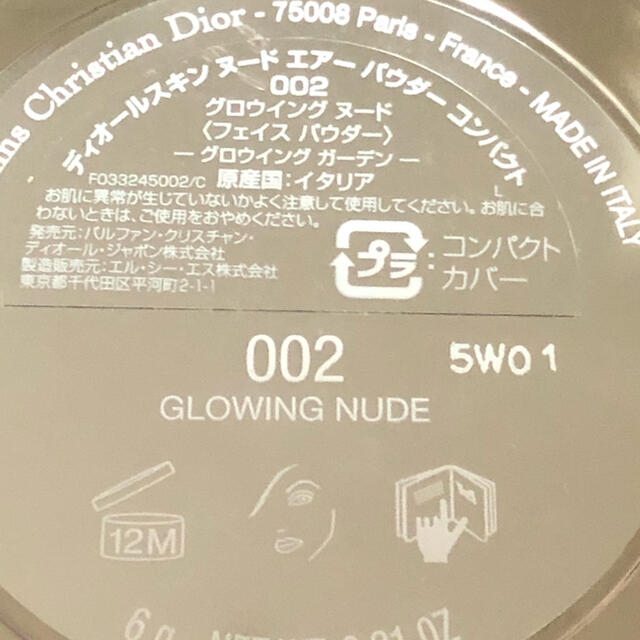 ns Christian Dior - 75008 Paris - France - MADE IN ITALY
ディオールスキン ヌード エアー パウダー コンパクト
002
グロウイング ヌード
〈フェイス パウダー〉
— グロウイング ガーデン —
F033245002/C 原産国:イタリア L
お肌に異常が生じていないかよく注意して使用してください。お肌に合
わないときは、ご使用をおやめください。
発売元:パルファン・クリスチャン・
ディオール・ジャポン株式会社
製造販売元:エル・シー・エス株式会社
東京都千代田区平河町2-1-1
プラ :コンパクト
カバー
002 5W01
GLOWING NUDE
12M